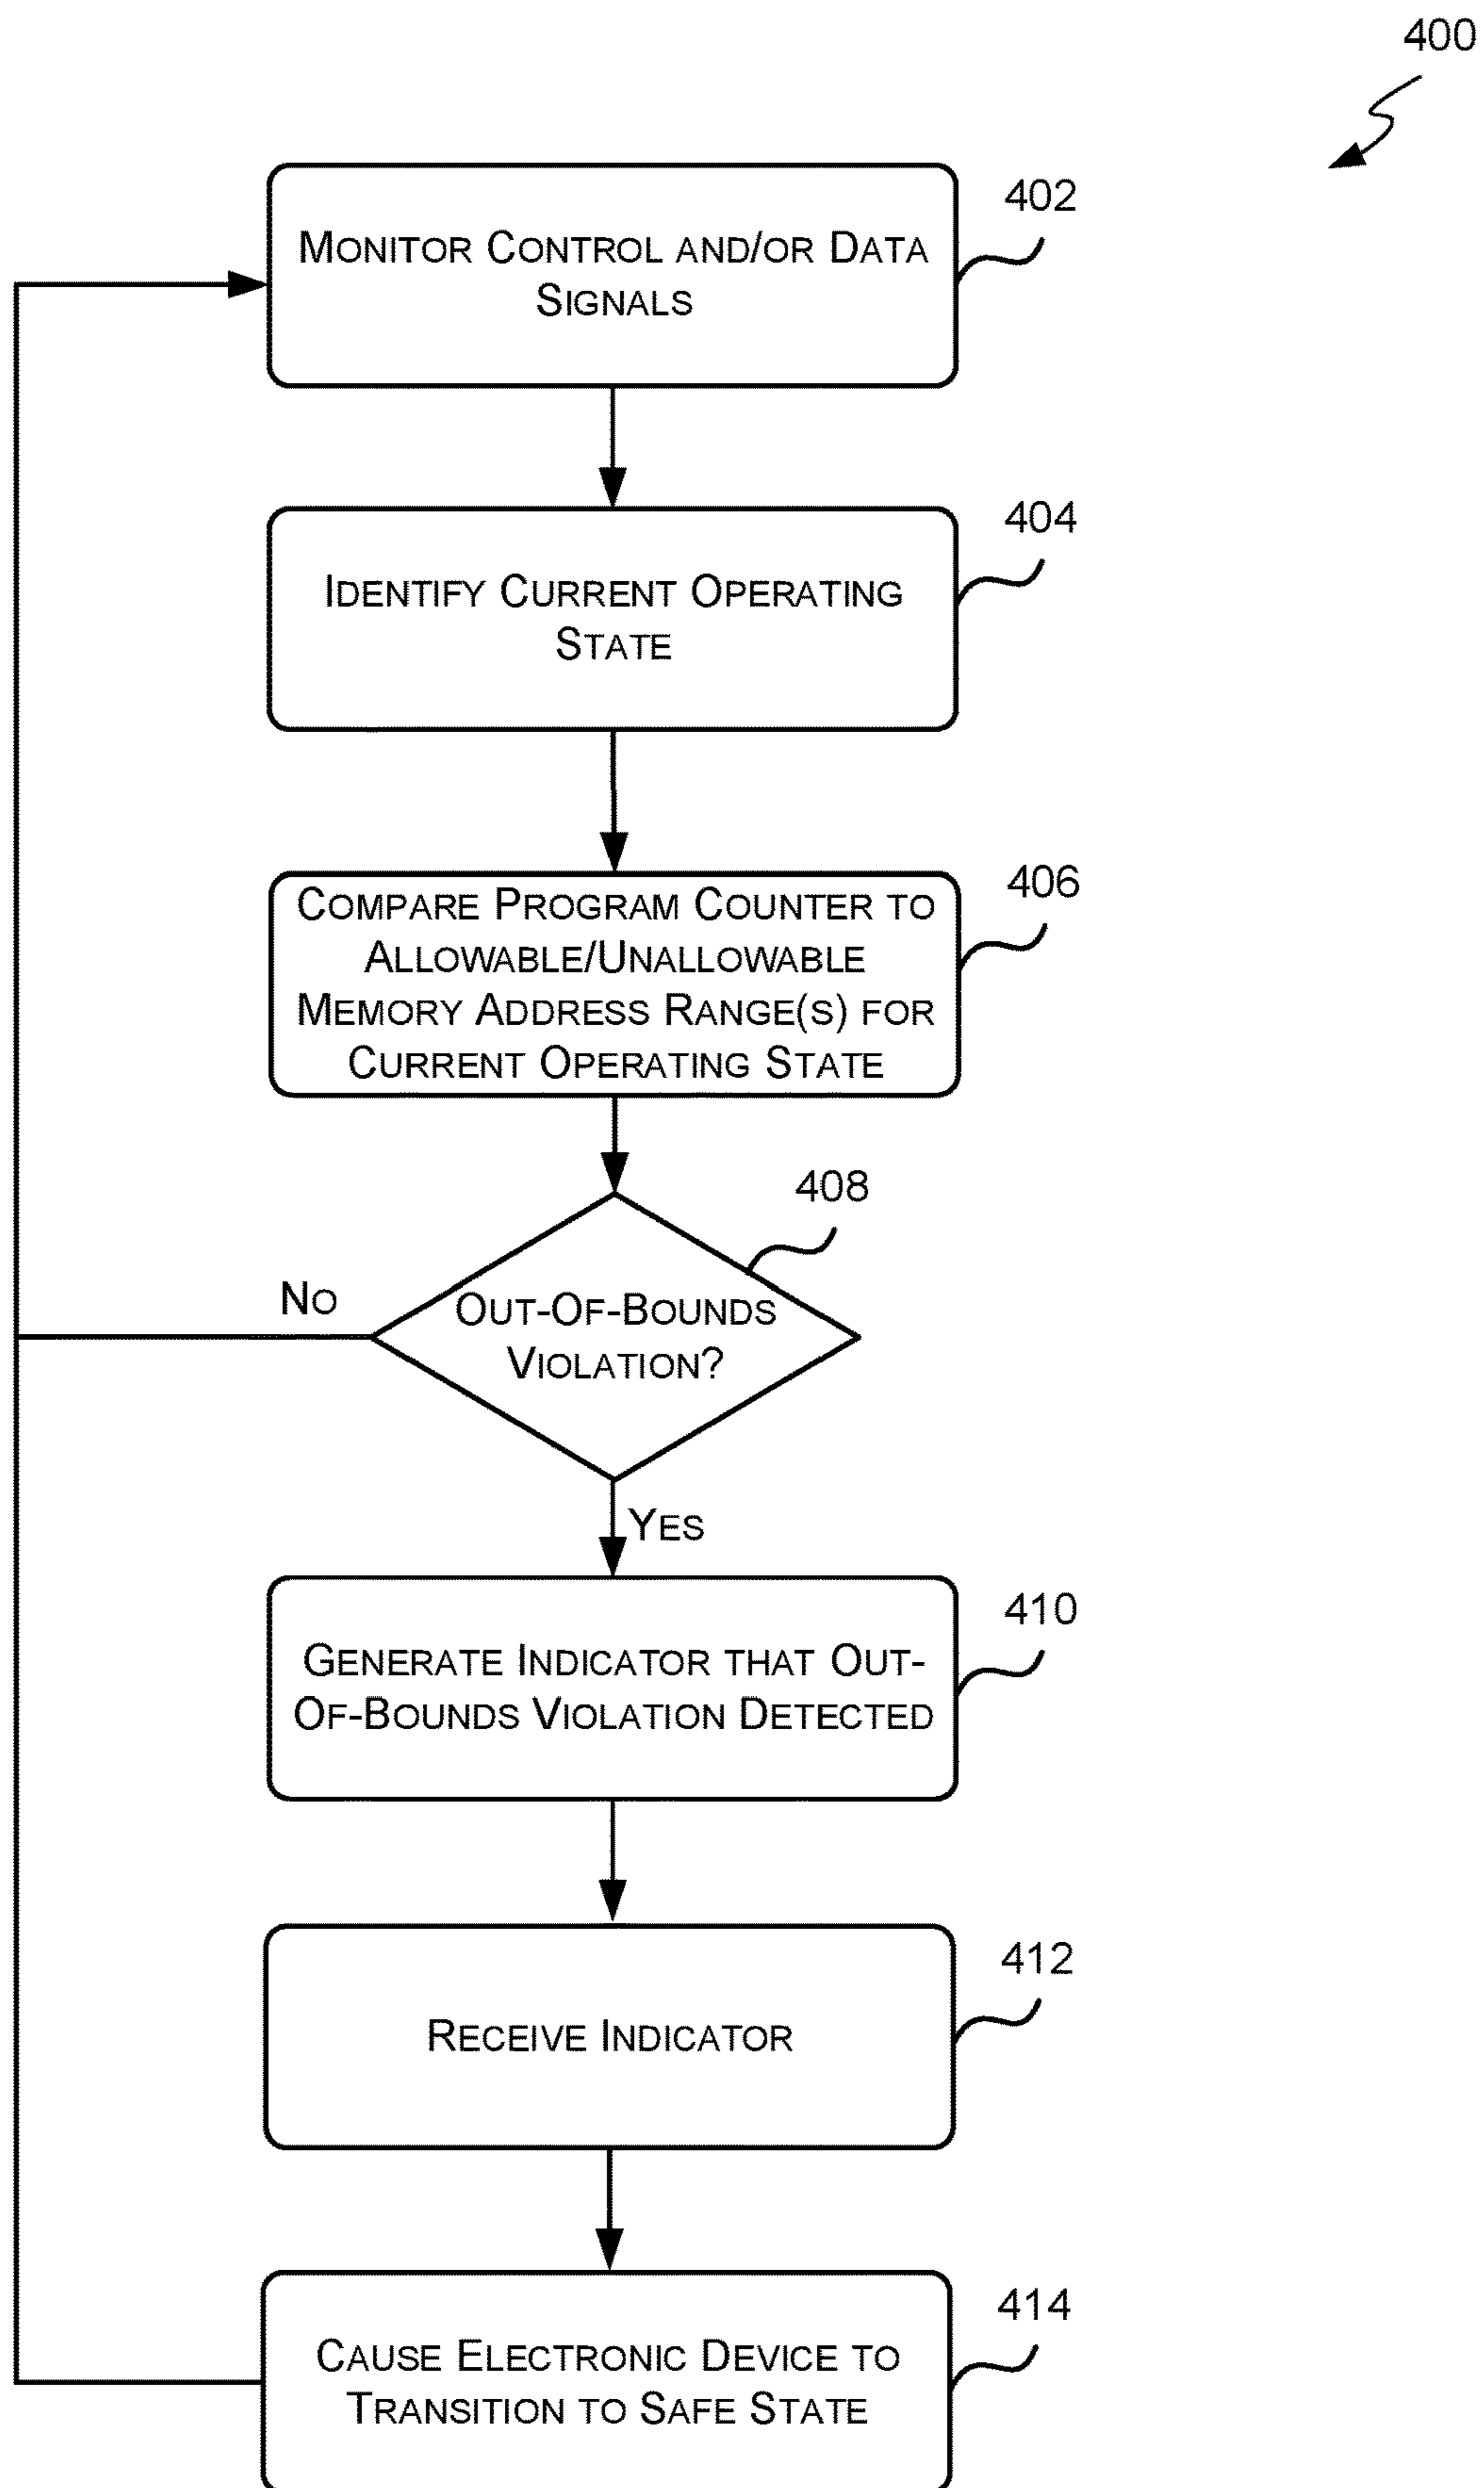 400
402
MONITOR CONTROL AND/OR DATA
SIGNALS
404
IDENTIFY CURRENT OPERATING
STATE
406
COMPARE PROGRAM COUNTER TO
ALLOWABLE/UNALLOWABLE
MEMORY ADDRESS RANGE(S) FOR
CURRENT OPERATING STATE
408
OUT-OF-BOUNDS
VIOLATION?
NO
YES
410
GENERATE INDICATOR THAT OUT-
OF-BOUNDS VIOLATION DETECTED
412
RECEIVE INDICATOR
414
CAUSE ELECTRONIC DEVICE TO
TRANSITION TO SAFE STATE